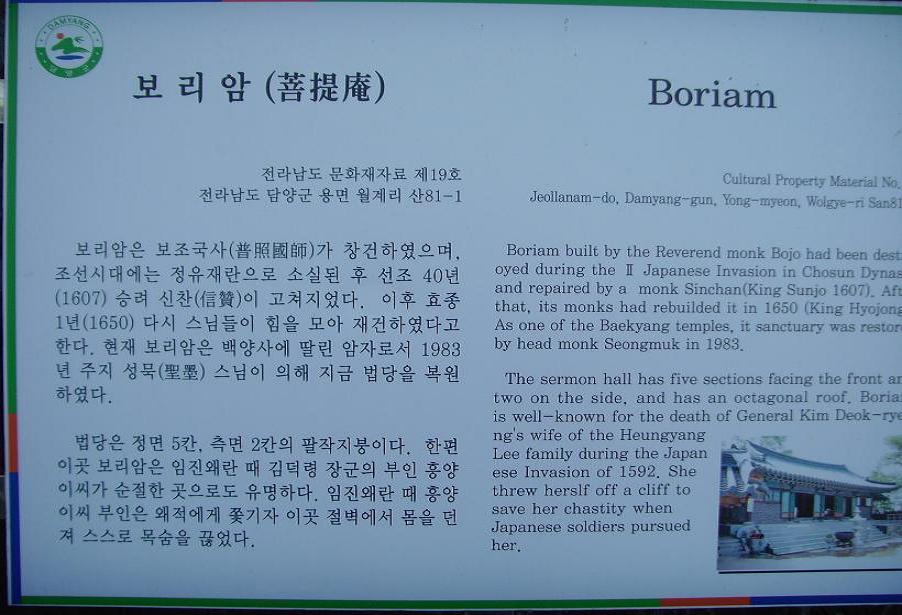 DAMYANG
담양군
보리암(菩提庵)
전라남도 문화재자료 제19호
전라남도 담양군 용면 월계리 산81-1
보리암은 보조국사(普照國師)가 창건하였으며,
조선시대에는 정유재란으로 소실된 후 선조 40년
(1607) 승려 신찬(信贊)이 고쳐지었다. 이후 효종
1년(1650) 다시 스님들이 힘을 모아 재건하였다고
한다. 현재 보리암은 백양사에 딸린 암자로서 1983
년 주지 성묵(聖墨) 스님이 의해 지금 법당을 복원
하였다.
법당은 정면 5칸, 측면 2칸의 팔작지붕이다. 한편
이곳 보리암은 임진왜란 때 김덕령 장군의 부인 흥양
이씨가 순절한 곳으로도 유명하다. 임진왜란 때 흥양
이씨 부인은 왜적에게 쫓기자 이곳 절벽에서 몸을 던
져 스스로 목숨을 끊었다.
Boriam
Cultural Property Material No.
Jeollanam-do, Damyang-gun, Yong-myeon, Wolgye-ri San81
Boriam built by the Reverend monk Bojo had been dest
oyed during the Ⅱ Japanese Invasion in Chosun Dynas
and repaired by a monk Sinchan(King Sunjo 1607). Aft
that, its monks had rebuilded it in 1650 (King Hyojong
As one of the Baekyang temples, it sanctuary was restor
by head monk Seongmuk in 1983.
The sermon hall has five sections facing the front an
two on the side, and has an octagonal roof. Boria
is well-known for the death of General Kim Deok-rye
ng's wife of the Heungyang
Lee family during the Japan
ese Invasion of 1592. She
threw herslf off a cliff to
save her chastity when
Japanese soldiers pursued
her.